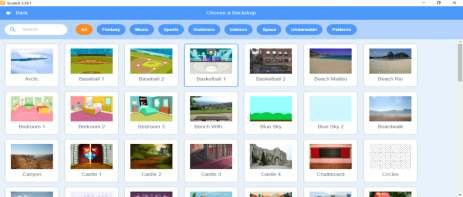 Scratch 3.29.1
Back
Choose a Backdrop
Search
All
Fantasy
Music
Sports
Outdoors
Indoors
Space
Underwater
Patterns
Arctic
Baseball 1
Baseball 2
Basketball 1
Basketball 2
Beach Malibu
Beach Rio
Bedroom 1
Bedroom 2
Bedroom 3
Bench With...
Blue Sky
Blue Sky 2
Boardwalk
Canyon
Castle 1
Castle 2
Castle 3
Castle 4
Chalkboard
Circles